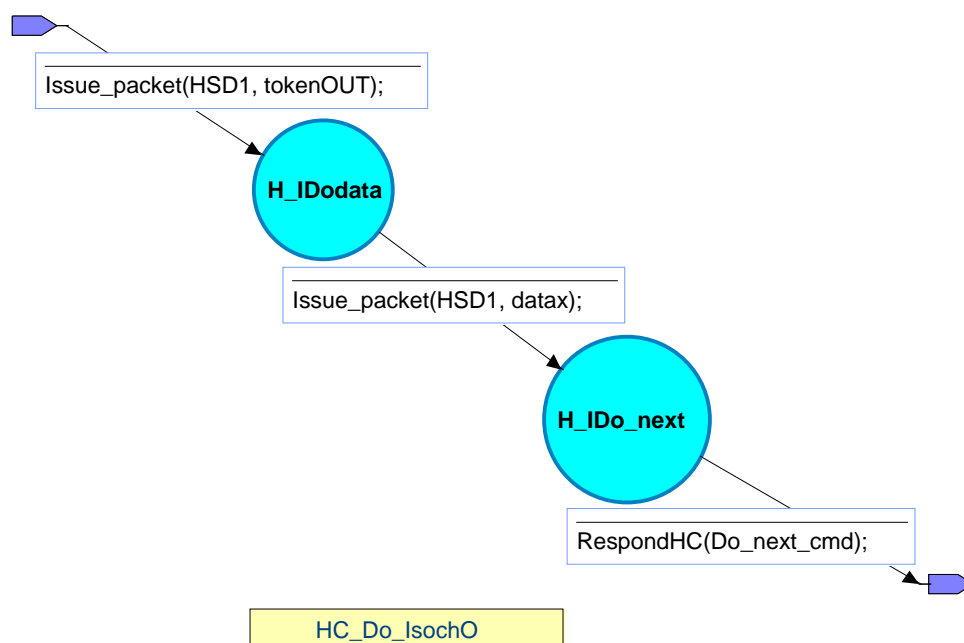 Issue_packet(HSD1, tokenOUT);
H_IDodata
Issue_packet(HSD1, datax);
H_IDo_next
RespondHC(Do_next_cmd);
HC_Do_IsochO